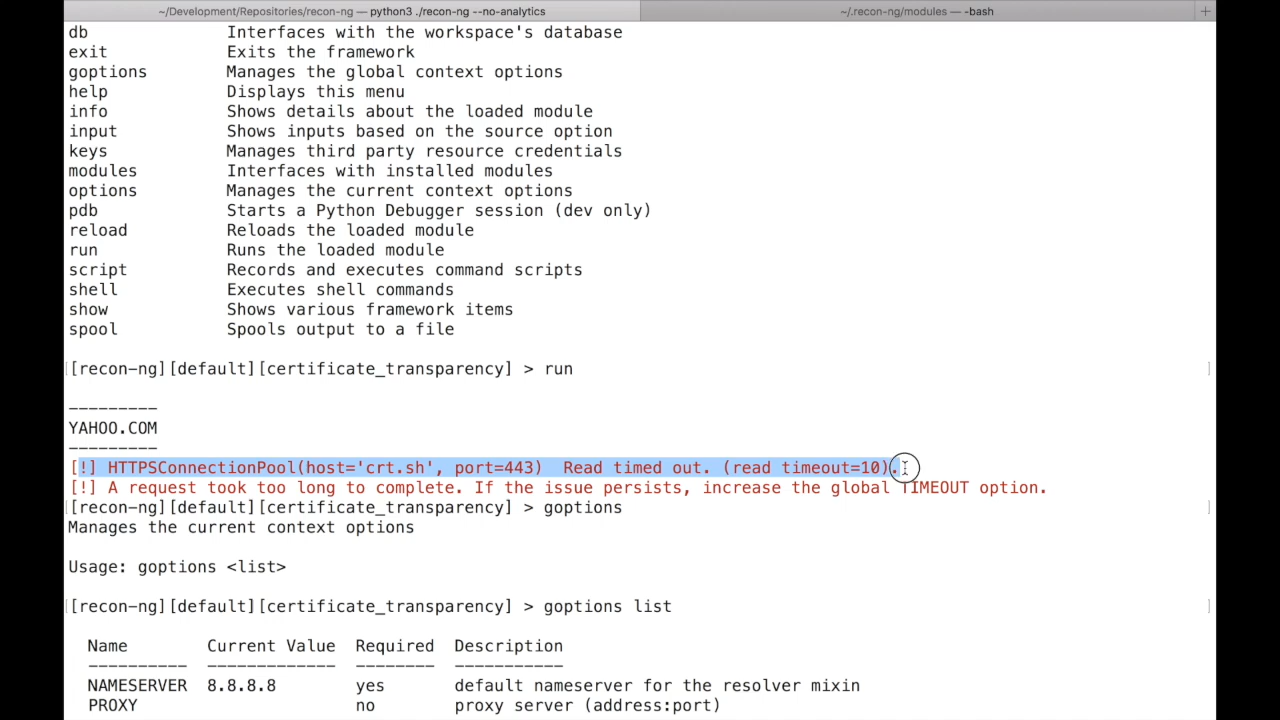 ~/Development/Repositories/recon-ng — python3 ./recon-ng --no-analytics
~/.recon-ng/modules — -bash
+
db Interfaces with the workspace's database
exit Exits the framework
goptions Manages the global context options
help Displays this menu
info Shows details about the loaded module
input Shows inputs based on the source option
keys Manages third party resource credentials
modules Interfaces with installed modules
options Manages the current context options
pdb Starts a Python Debugger session (dev only)
reload Reloads the loaded module
run Runs the loaded module
script Records and executes command scripts
shell Executes shell commands
show Shows various framework items
spool Spools output to a file
[recon-ng][default][certificate_transparency] > run
---------
YAHOO.COM
---------
[!] HTTPSConnectionPool(host='crt.sh', port=443)  Read timed out. (read timeout=10).
[!] A request took too long to complete. If the issue persists, increase the global TIMEOUT option.
[recon-ng][default][certificate_transparency] > goptions
Manages the current context options
Usage: goptions <list>
[recon-ng][default][certificate_transparency] > goptions list
Name Current Value Required Description
---------- ------------- -------- -----------
NAMESERVER 8.8.8.8 yes default nameserver for the resolver mixin
PROXY no proxy server (address:port)